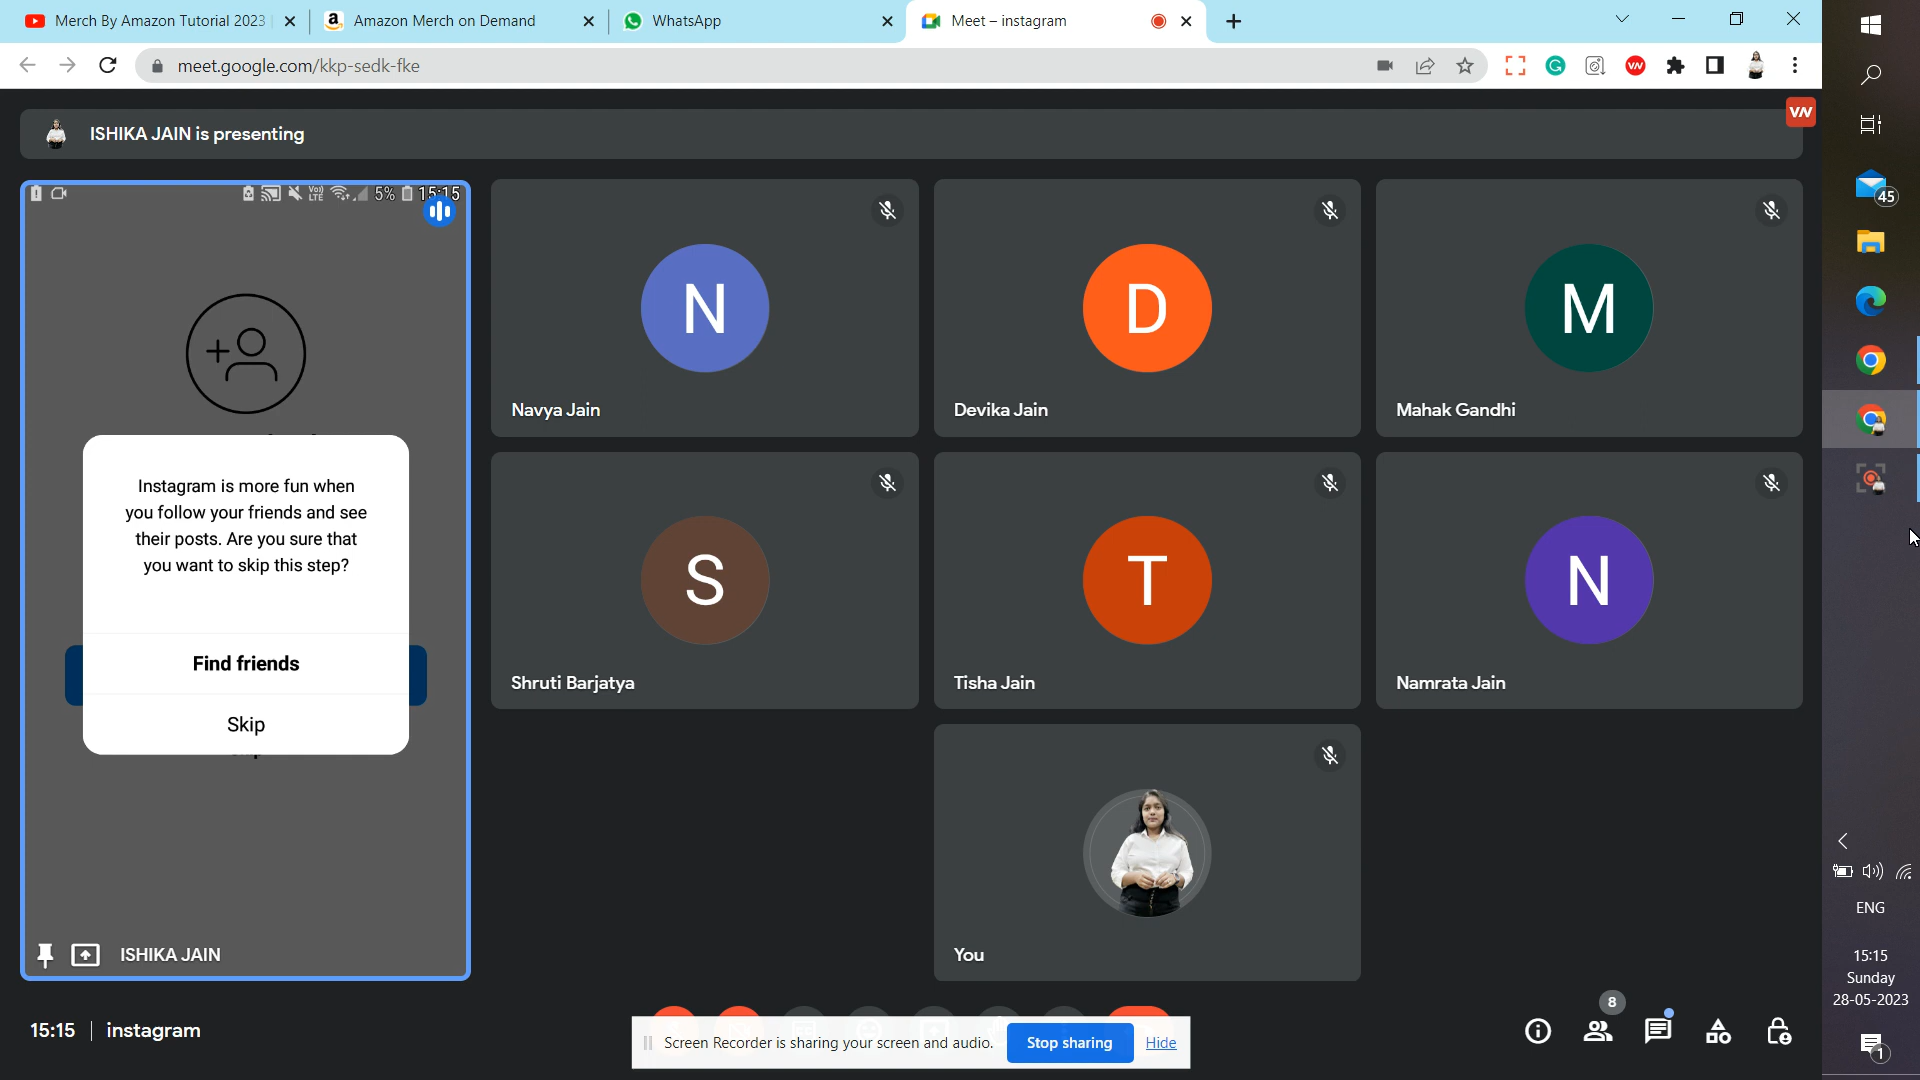 Merch By Amazon Tutorial 2023
Amazon Merch on Demand
WhatsApp
Meet – instagram
meet.google.com/kkp-sedk-fke
ISHIKA JAIN is presenting
VN
45
Vo))
LTE
5%
15:15
Instagram is more fun when
you follow your friends and see
their posts. Are you sure that
you want to skip this step?
Find friends
Skip
ISHIKA JAIN
N
Navya Jain
D
Devika Jain
M
Mahak Gandhi
S
Shruti Barjatya
T
Tisha Jain
N
Namrata Jain
You
15:15
instagram
Screen Recorder is sharing your screen and audio.
Stop sharing
Hide
8
ENG
15:15
Sunday
28-05-2023
1